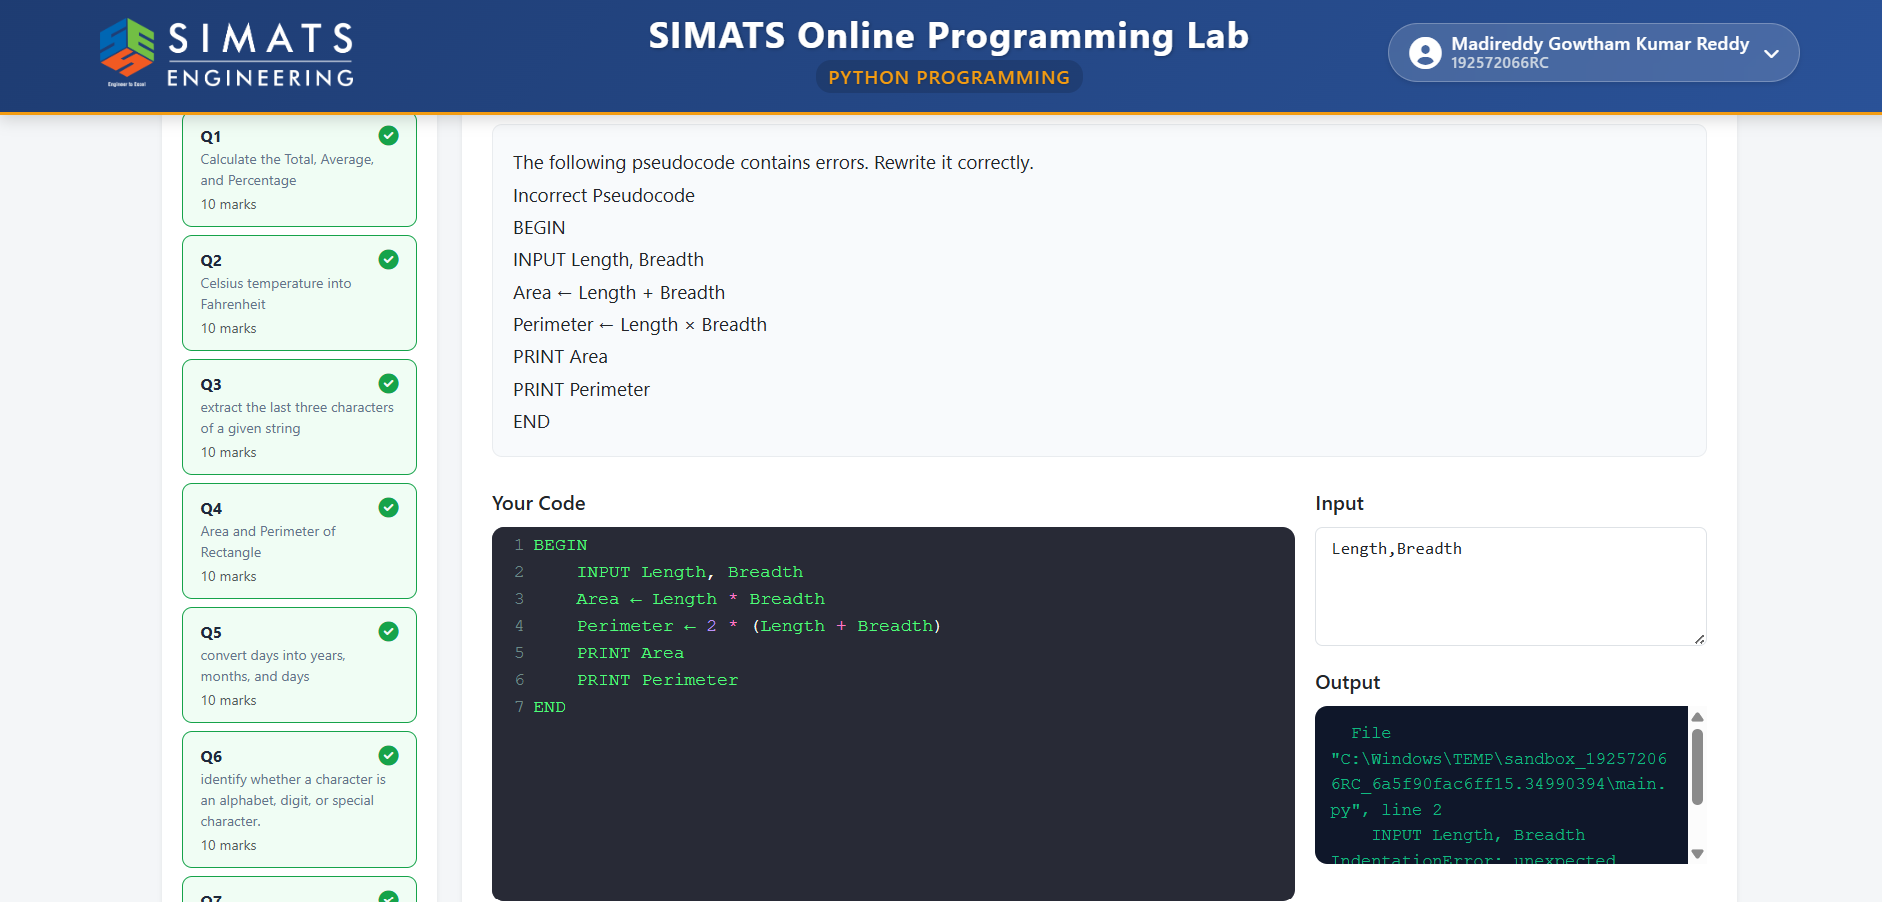 SIMATS
ENGINEERING
Engineer to Excel
SIMATS Online Programming Lab
PYTHON PROGRAMMING
Madireddy Gowtham Kumar Reddy
192572066RC
Q1
Calculate the Total, Average,
and Percentage
10 marks
Q2
Celsius temperature into
Fahrenheit
10 marks
Q3
extract the last three characters
of a given string
10 marks
Q4
Area and Perimeter of
Rectangle
10 marks
Q5
convert days into years,
months, and days
10 marks
Q6
identify whether a character is
an alphabet, digit, or special
character.
10 marks
Q7
The following pseudocode contains errors. Rewrite it correctly.
Incorrect Pseudocode
BEGIN
INPUT Length, Breadth
Area ← Length + Breadth
Perimeter ← Length × Breadth
PRINT Area
PRINT Perimeter
END
Your Code
1 BEGIN
2     INPUT Length, Breadth
3     Area ← Length * Breadth
4     Perimeter ← 2 * (Length + Breadth)
5     PRINT Area
6     PRINT Perimeter
7 END
Input
Length,Breadth
Output
File
"C:\Windows\TEMP\sandbox_19257206
6RC_6a5f90fac6ff15.34990394\main.
py", line 2
INPUT Length, Breadth
IndentationError: unexpected